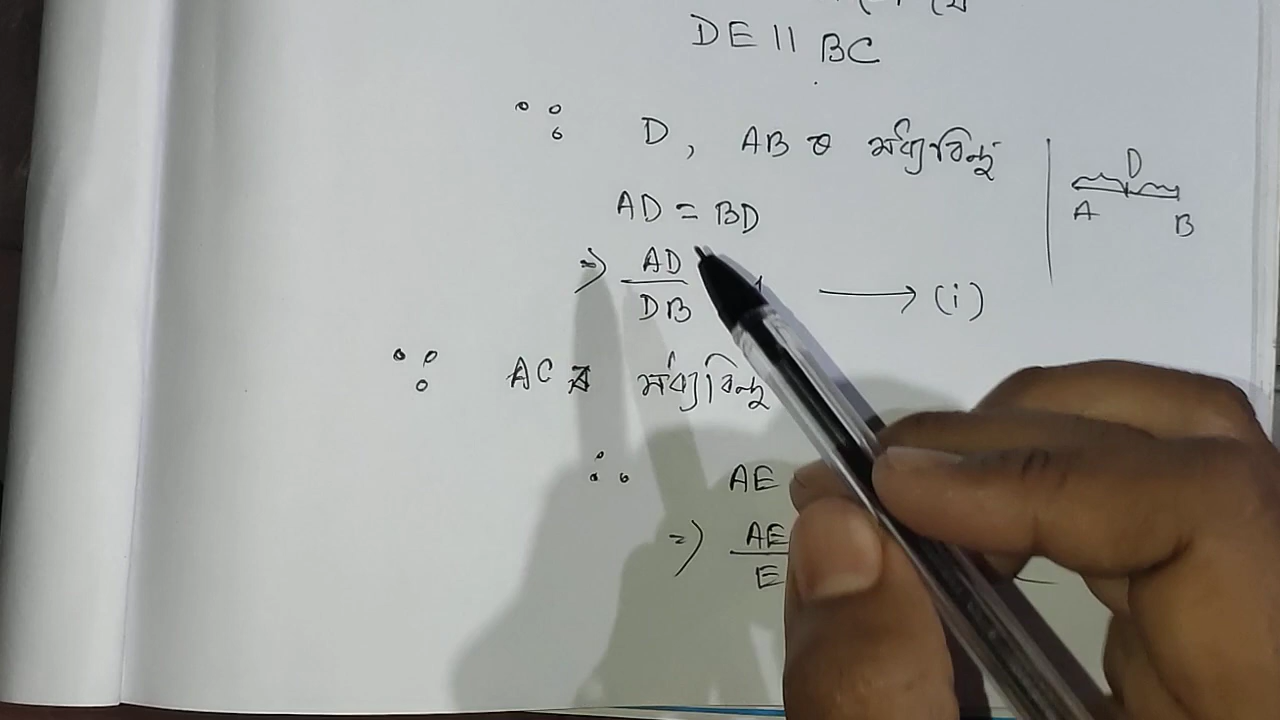 DE || BC
∵ D, AB ৰ মধ্যবিন্দু
D
A
B
AD = BD
⇒ AD
DB
⟶ (i)
∵ AC ৰ মধ্যবিন্দু
∴ AE
⇒ AE
E